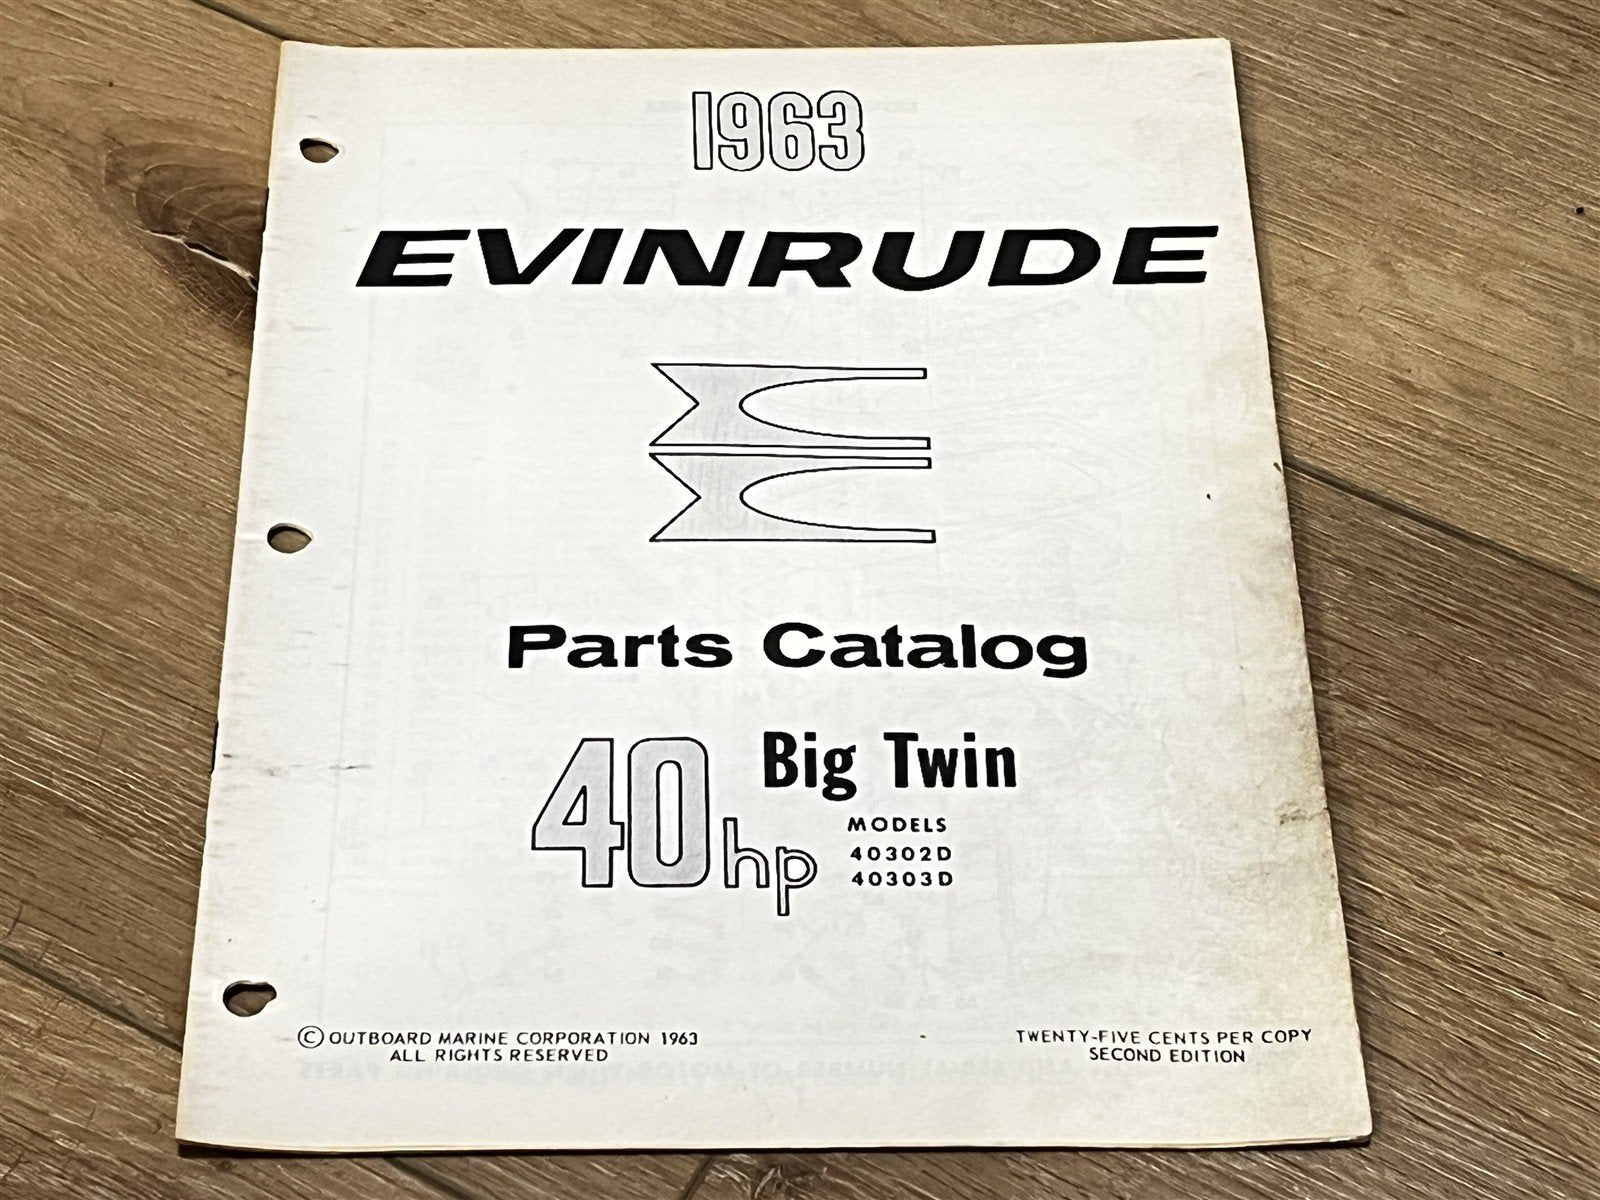 1963
EVINRUDE
Parts Catalog
40hp Big Twin
MODELS
40302D
40303D
© OUTBOARD MARINE CORPORATION 1963
ALL RIGHTS RESERVED
TWENTY-FIVE CENTS PER COPY
SECOND EDITION